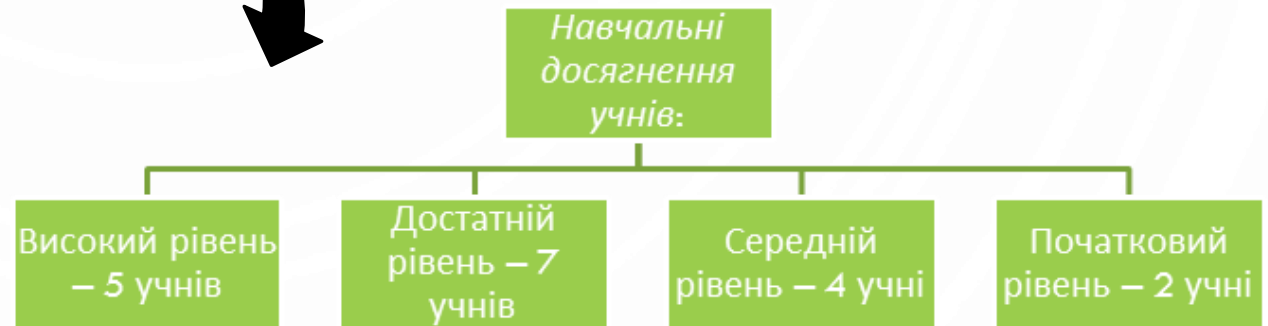 Навчальні
досягнення
учнів:
Високий рівень
– 5 учнів
Достатній
рівень – 7
учнів
Середній
рівень – 4 учні
Початковий
рівень – 2 учні